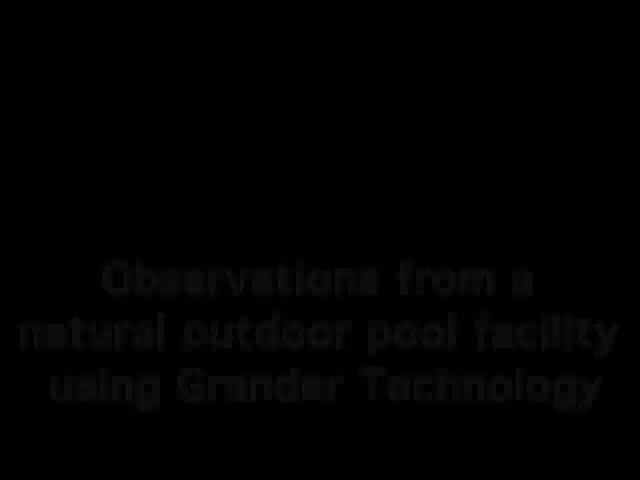 Observations from a
natural outdoor pool facility
using Grander Technology